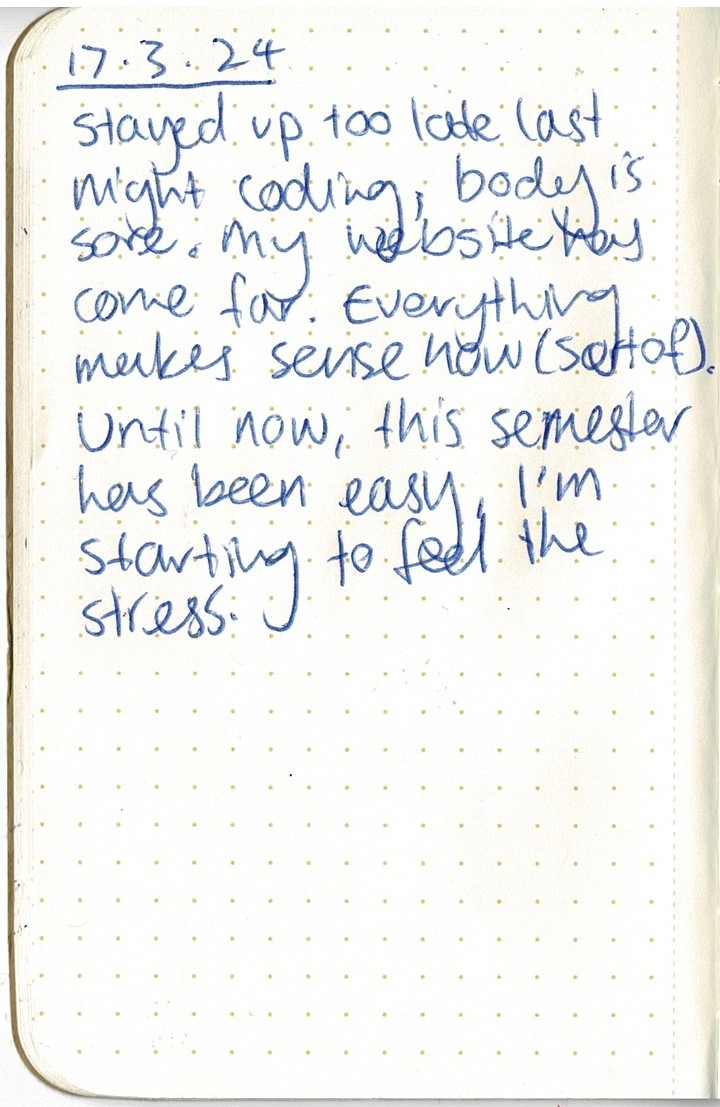 17.3.24
stayed up too late last
night coding, body is
sore. My website has
come far. Everything
makes sense now (sort of).
Until now, this semester
has been easy, I'm
starting to feel the
stress.